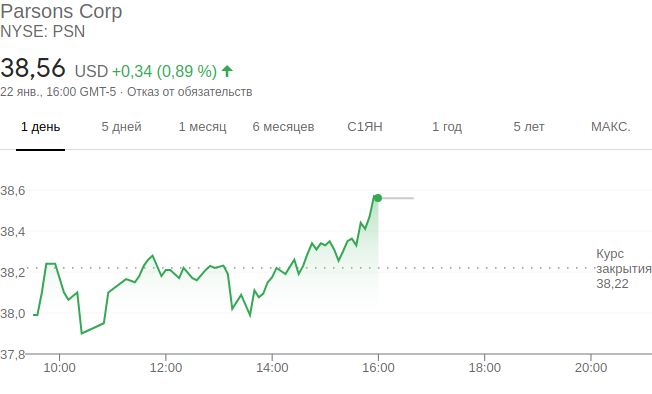 Parsons Corp
NYSE: PSN
38,56 USD +0,34 (0,89 %)
22 янв., 16:00 GMT-5 · Отказ от обязательств
1 день 5 дней 1 месяц 6 месяцев С1ЯН 1 год 5 лет МАКС.
38,6
38,4
Курс
закрытия
38,22
38,2
38,0
37,8
10:00 12:00 14:00 16:00 18:00 20:00